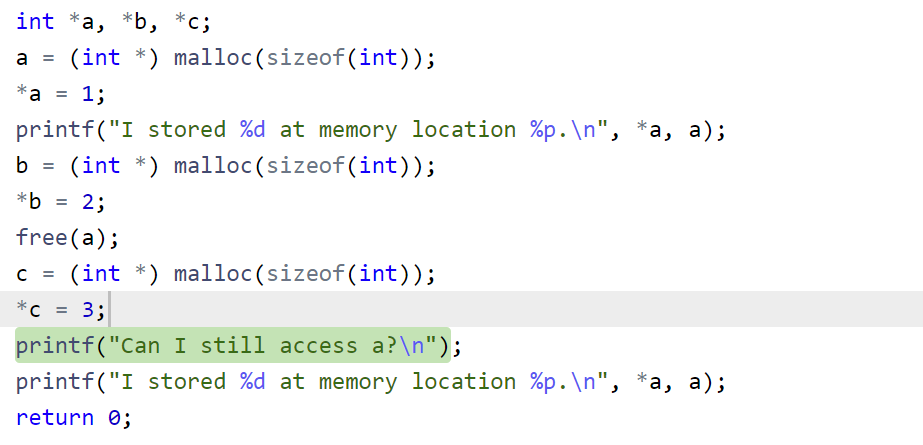 int *a, *b, *c;
a = (int *) malloc(sizeof(int));
*a = 1;
printf("I stored %d at memory location %p.\n", *a, a);
b = (int *) malloc(sizeof(int));
*b = 2;
free(a);
c = (int *) malloc(sizeof(int));
*c = 3;
printf("Can I still access a?\n");
printf("I stored %d at memory location %p.\n", *a, a);
return 0;